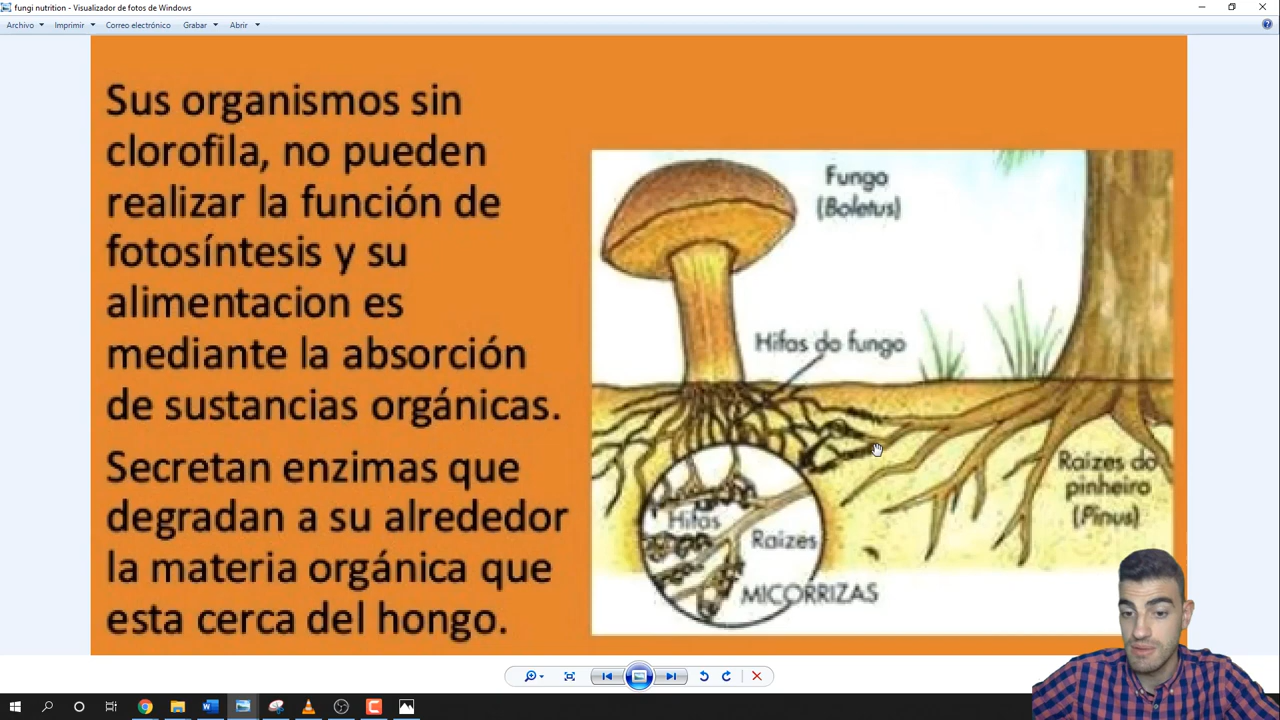 fungi nutrition - Visualizador de fotos de Windows
Archivo Imprimir Correo electrónico Grabar Abrir
Sus organismos sin
clorofila, no pueden
realizar la función de
fotosíntesis y su
alimentacion es
mediante la absorción
de sustancias orgánicas.
Secretan enzimas que
degradan a su alrededor
la materia orgánica que
esta cerca del hongo.
Fungo
(Boletus)
Hifas do fungo
Raízes do
pinheiro
(Pinus)
Hifas
Raízes
MICORRIZAS